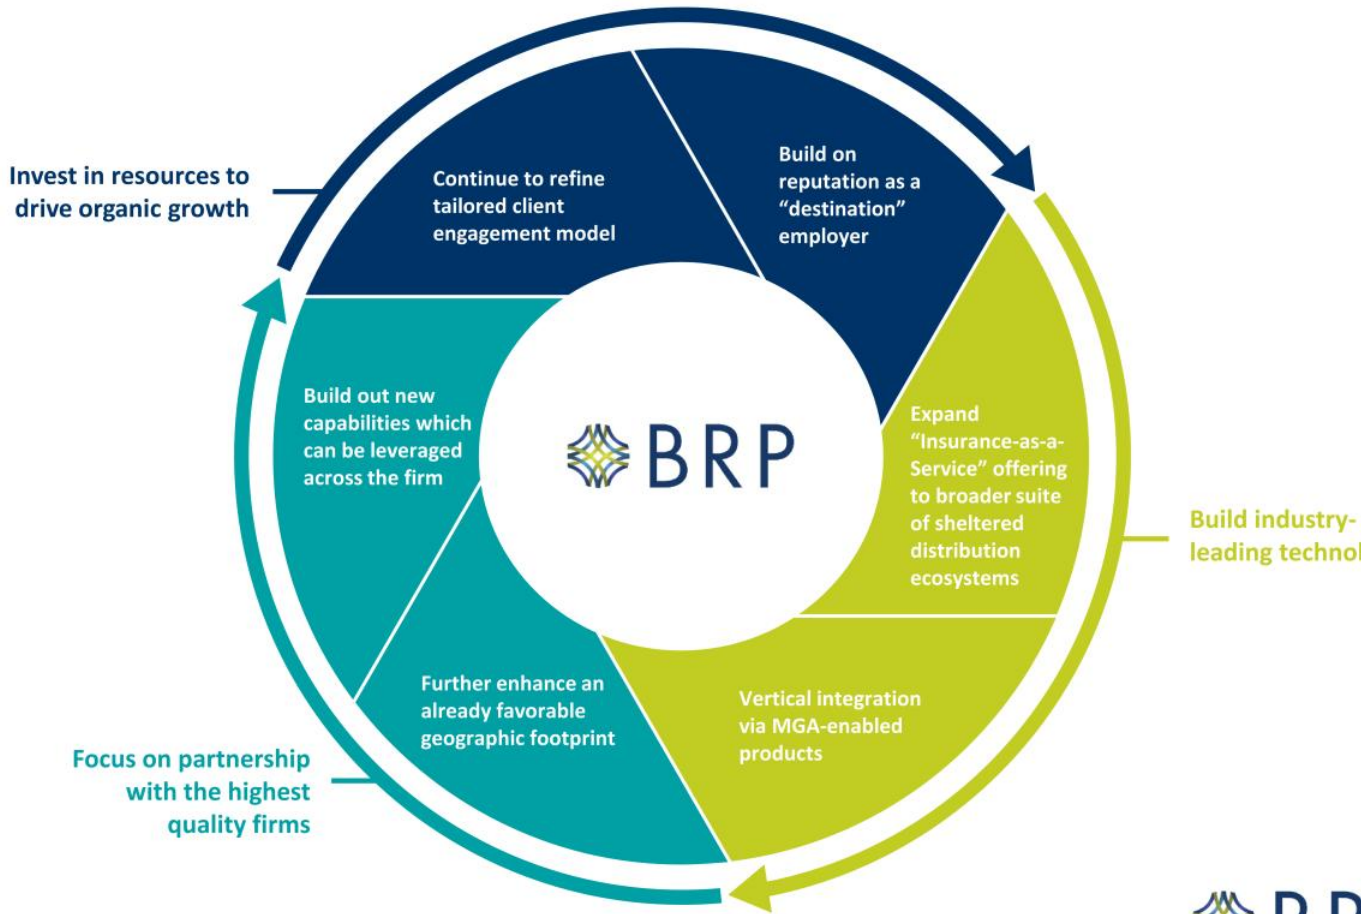 Invest in resources to
drive organic growth
Continue to refine
tailored client
engagement model
Build on
reputation as a
“destination”
employer
Build out new
capabilities which
can be leveraged
across the firm
BRP
Expand
“Insurance-as-a-
Service” offering
to broader suite
of sheltered
distribution
ecosystems
Build industry-
leading
Further enhance an
already favorable
geographic footprint
Vertical integration
via MGA-enabled
products
Focus on partnership
with the highest
quality firms